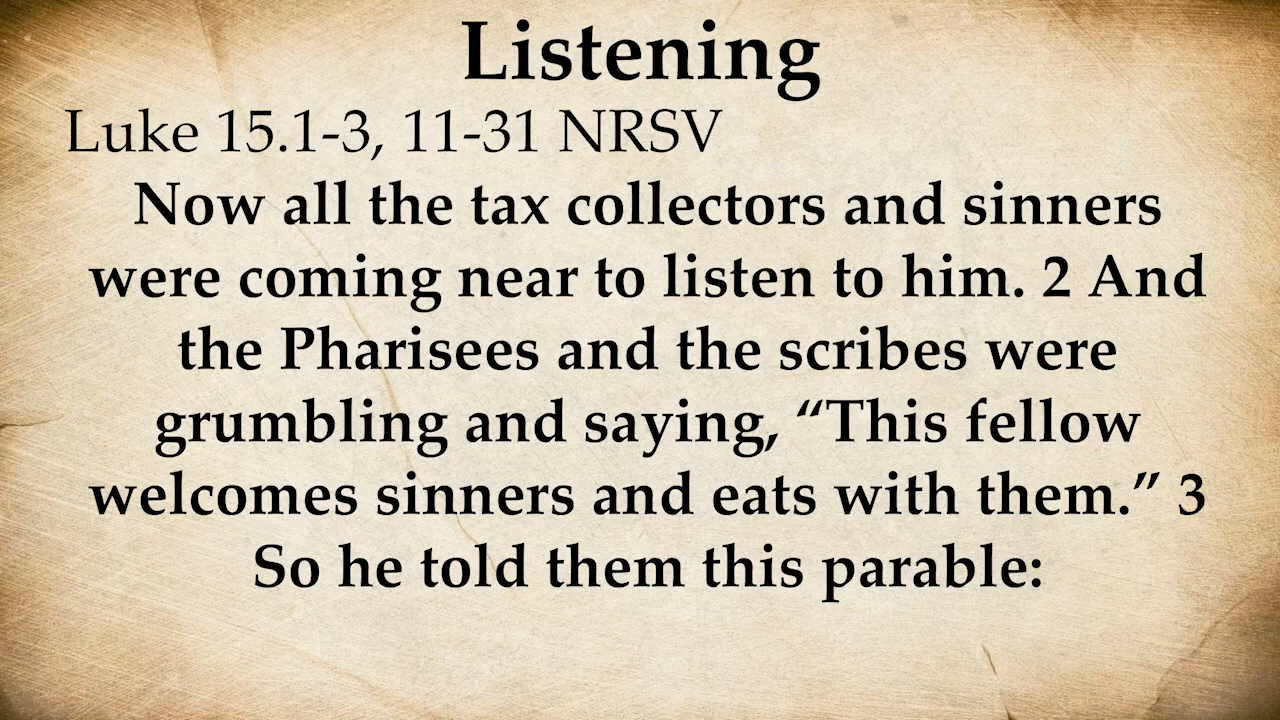 Listening
Luke 15.1-3, 11-31 NRSV
Now all the tax collectors and sinners
were coming near to listen to him. 2 And
the Pharisees and the scribes were
grumbling and saying, “This fellow
welcomes sinners and eats with them.” 3
So he told them this parable: